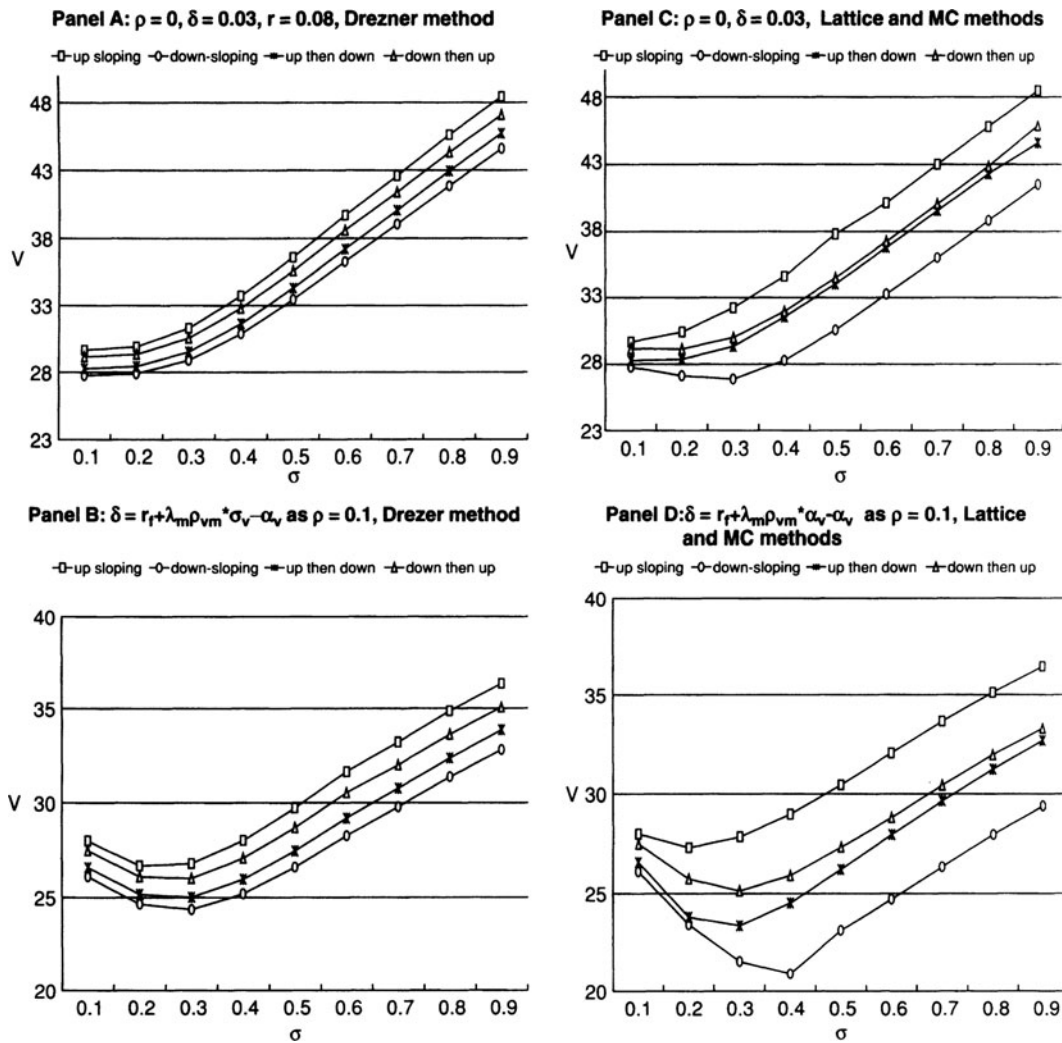 Panel A: ρ = 0, δ = 0.03, r = 0.08, Drezner method
up sloping down-sloping up then down down then up
48
43
38
V
33
28
23
0.1 0.2 0.3 0.4 0.5 0.6 0.7 0.8 0.9
σ
Panel C: ρ = 0, δ = 0.03, Lattice and MC methods
up sloping down-sloping up then down down then up
48
43
38
V
33
28
23
0.1 0.2 0.3 0.4 0.5 0.6 0.7 0.8 0.9
σ
Panel B: δ = r_f+λ_mρ_vm*σ_v–α_v as ρ = 0.1, Drezer method
up sloping down-sloping up then down down then up
40
35
V 30
25
20
0.1 0.2 0.3 0.4 0.5 0.6 0.7 0.8 0.9
σ
Panel D:δ = r_f+λ_mρ_vm*α_v-α_v as ρ = 0.1, Lattice
and MC methods
up sloping down-sloping up then down down then up
40
35
V 30
25
20
0.1 0.2 0.3 0.4 0.5 0.6 0.7 0.8 0.9
σ